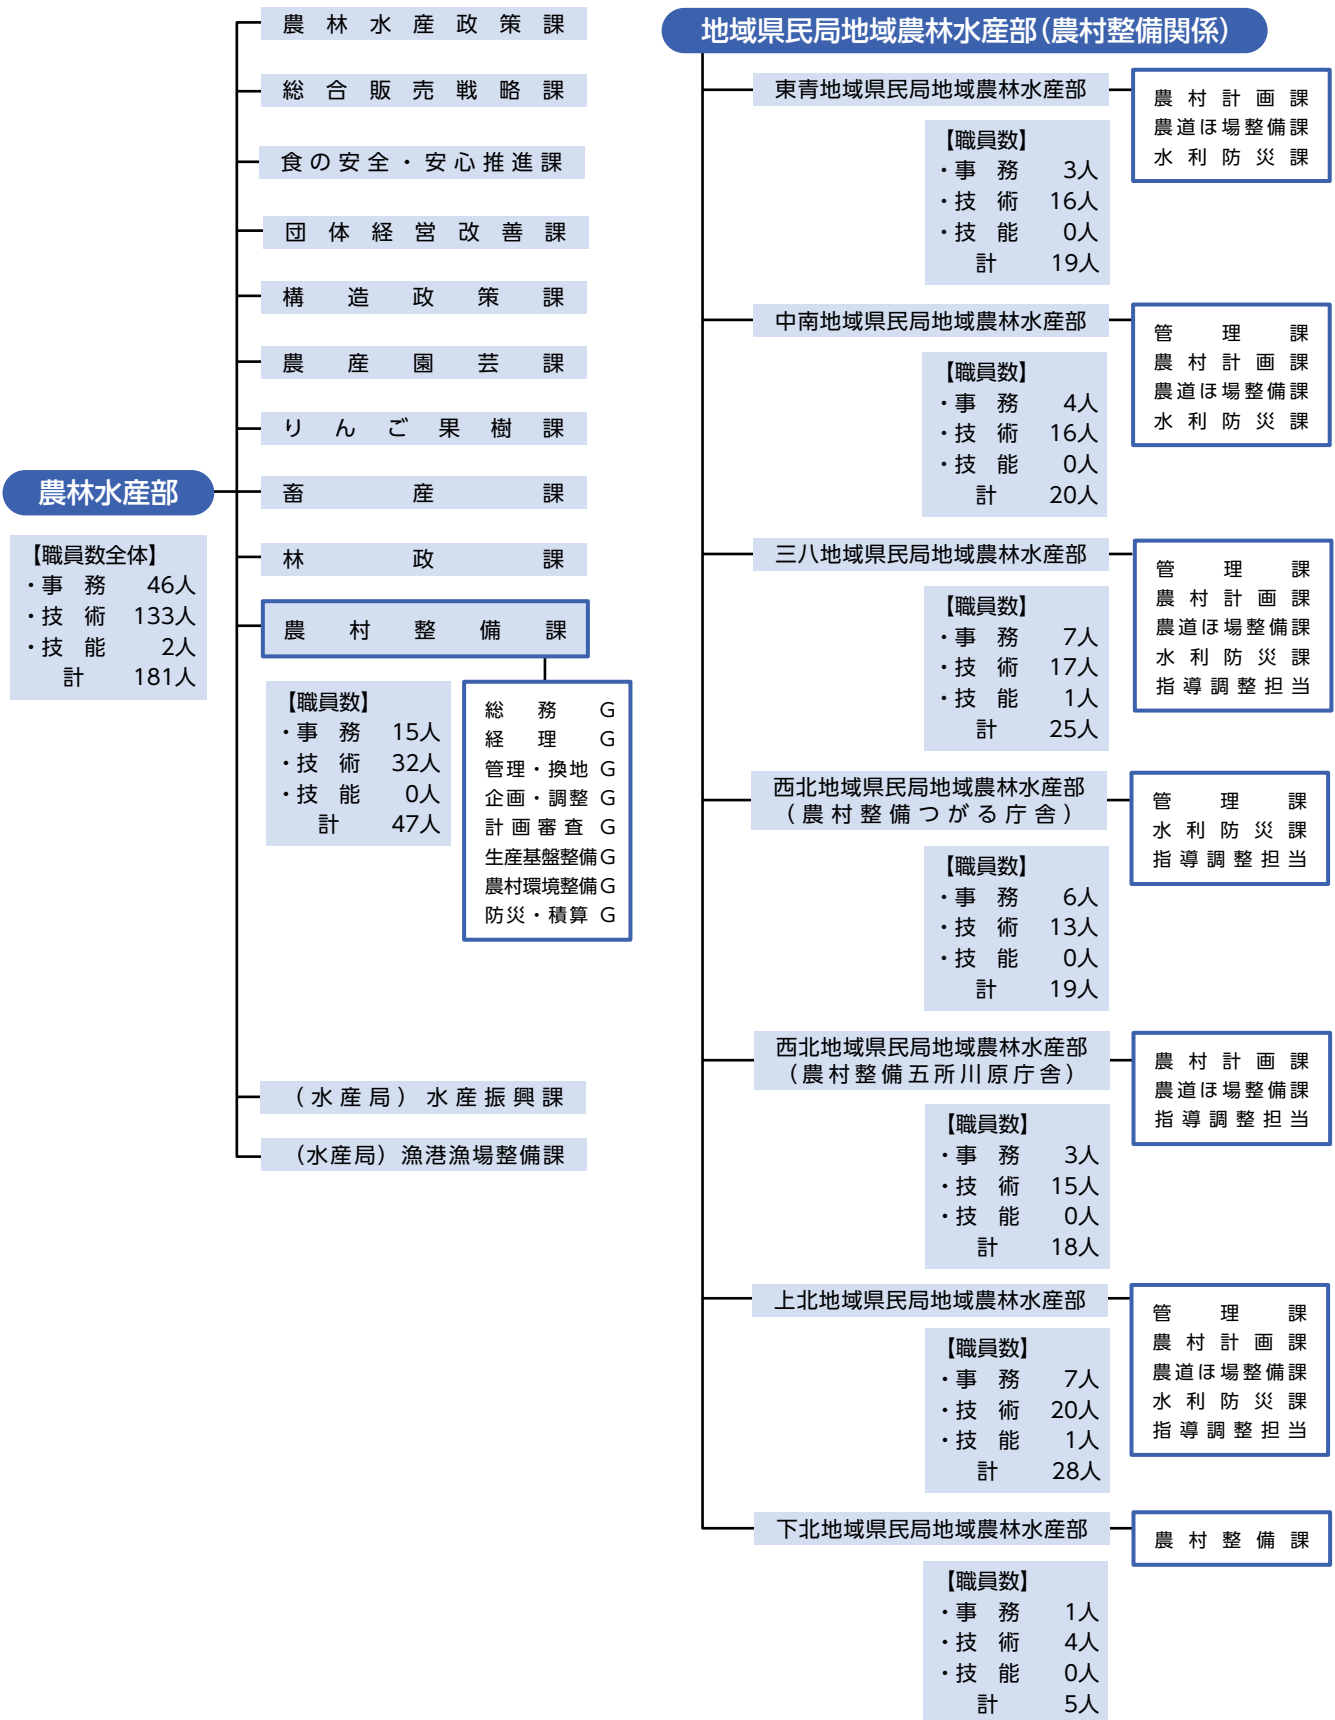 農林水産政策課
総合販売戦略課
食の安全・安心推進課
団体経営改善課
構造政策課
農産園芸課
りんご果樹課
畜産課
林政課
農林水産部
【職員数全体】
・事務 46人
・技術 133人
・技能 2人
計 181人
農村整備課
【職員数】
・事務 15人
・技術 32人
・技能 0人
計 47人
総務G
経理G
管理・換地G
企画・調整G
計画審査G
生産基盤整備G
農村環境整備G
防災・積算G
（水産局）水産振興課
（水産局）漁港漁場整備課
地域県民局地域農林水産部（農村整備関係）
東青地域県民局地域農林水産部
【職員数】
・事務 3人
・技術 16人
・技能 0人
計 19人
農村計画課
農道ほ場整備課
水利防災課
中南地域県民局地域農林水産部
【職員数】
・事務 4人
・技術 16人
・技能 0人
計 20人
管理課
農村計画課
農道ほ場整備課
水利防災課
三八地域県民局地域農林水産部
【職員数】
・事務 7人
・技術 17人
・技能 1人
計 25人
管理課
農村計画課
農道ほ場整備課
水利防災課
指導調整担当
西北地域県民局地域農林水産部
（農村整備つがる庁舎）
【職員数】
・事務 6人
・技術 13人
・技能 0人
計 19人
管理課
水利防災課
指導調整担当
西北地域県民局地域農林水産部
（農村整備五所川原庁舎）
【職員数】
・事務 3人
・技術 15人
・技能 0人
計 18人
農村計画課
農道ほ場整備課
指導調整担当
上北地域県民局地域農林水産部
【職員数】
・事務 7人
・技術 20人
・技能 1人
計 28人
管理課
農村計画課
農道ほ場整備課
水利防災課
指導調整担当
下北地域県民局地域農林水産部
【職員数】
・事務 1人
・技術 4人
・技能 0人
計 5人
農村整備課